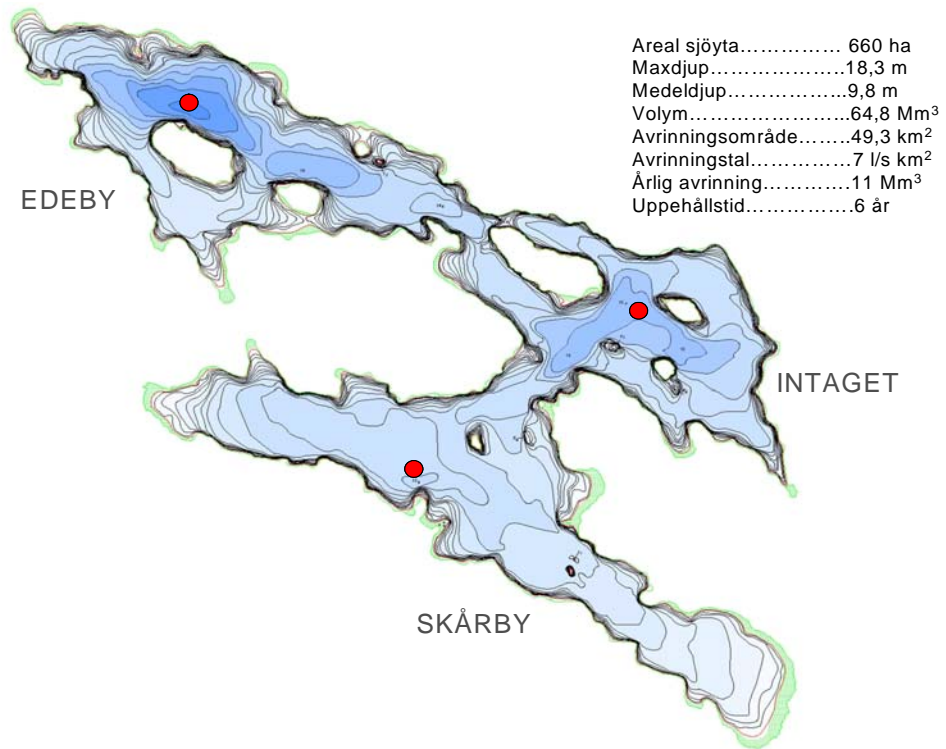 Areal sjöyta…………… 660 ha
Maxdjup………………..18,3 m
Medeldjup……………...9,8 m
Volym…………………...64,8 Mm³
Avrinningsområde……..49,3 km²
Avrinningstal……………7 l/s km²
Årlig avrinning………….11 Mm³
Uppehållstid…………….6 år
EDEBY
INTAGET
SKÅRBY